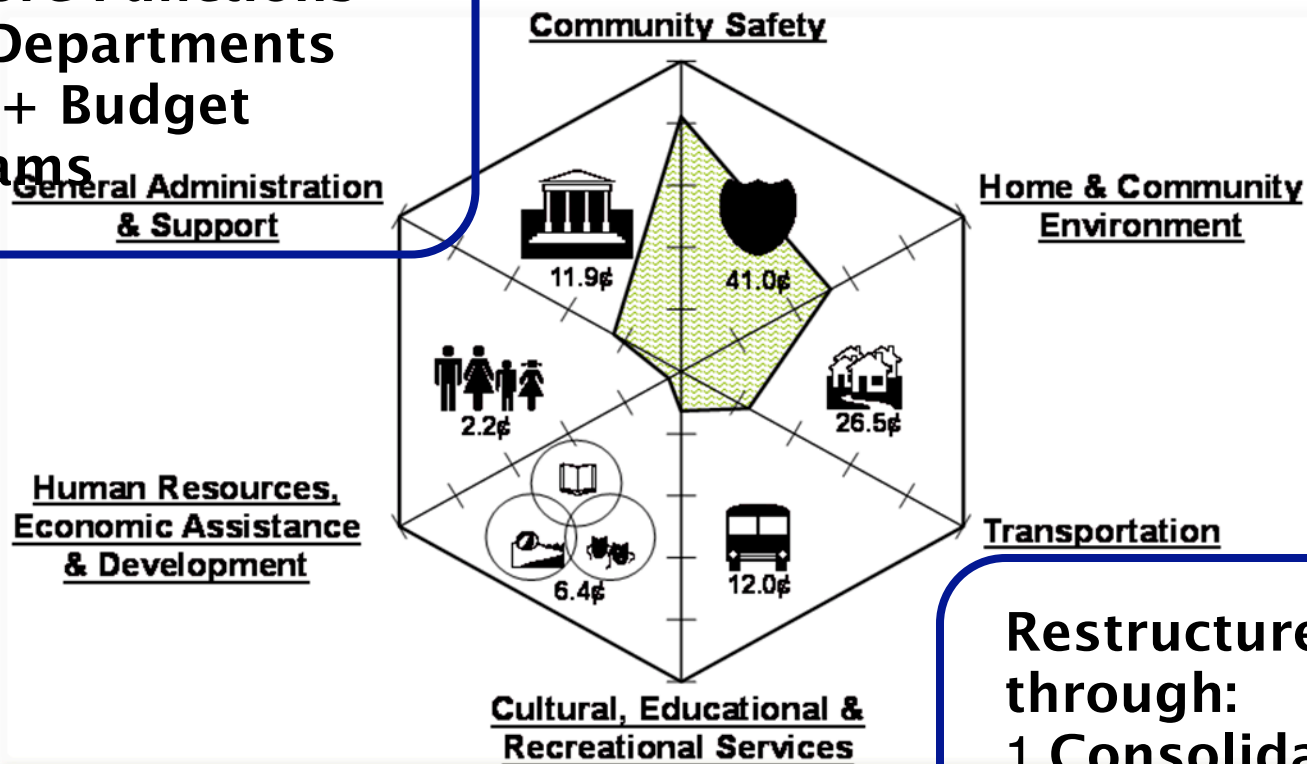 Departments
+ Budget
Community Safety
General Administration
& Support
Home & Community
Environment
11.9¢
41.0¢
2.2¢
26.5¢
Human Resources,
Economic Assistance
& Development
6.4¢
12.0¢
Transportation
Cultural, Educational &
Recreational Services
Restructure
through:
1